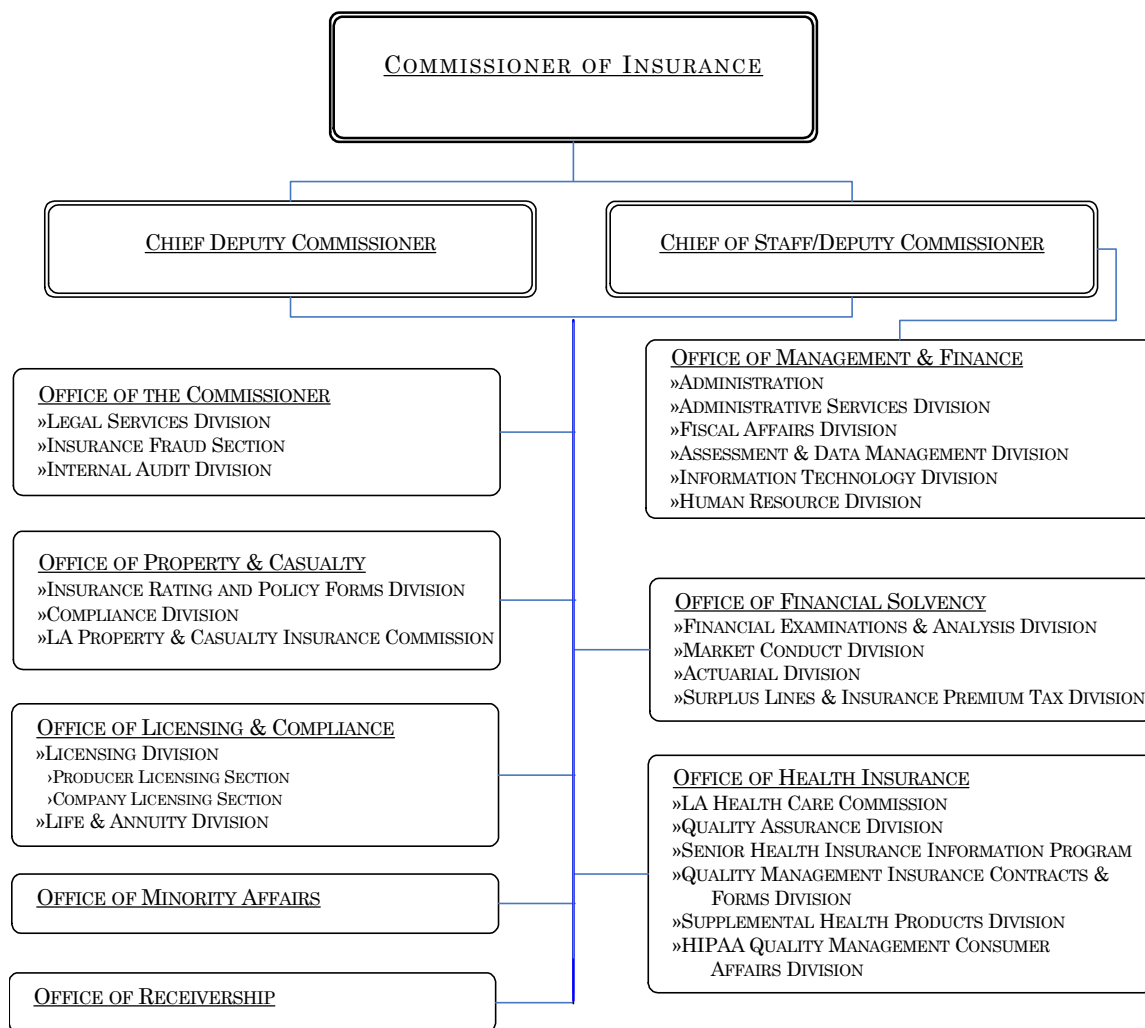 COMMISSIONER OF INSURANCE
CHIEF DEPUTY COMMISSIONER
CHIEF OF STAFF/DEPUTY COMMISSIONER
OFFICE OF THE COMMISSIONER
»LEGAL SERVICES DIVISION
»INSURANCE FRAUD SECTION
»INTERNAL AUDIT DIVISION
OFFICE OF MANAGEMENT & FINANCE
»ADMINISTRATION
»ADMINISTRATIVE SERVICES DIVISION
»FISCAL AFFAIRS DIVISION
»ASSESSMENT & DATA MANAGEMENT DIVISION
»INFORMATION TECHNOLOGY DIVISION
»HUMAN RESOURCE DIVISION
OFFICE OF PROPERTY & CASUALTY
»INSURANCE RATING AND POLICY FORMS DIVISION
»COMPLIANCE DIVISION
»LA PROPERTY & CASUALTY INSURANCE COMMISSION
OFFICE OF FINANCIAL SOLVENCY
»FINANCIAL EXAMINATIONS & ANALYSIS DIVISION
»MARKET CONDUCT DIVISION
»ACTUARIAL DIVISION
»SURPLUS LINES & INSURANCE PREMIUM TAX DIVISION
OFFICE OF LICENSING & COMPLIANCE
»LICENSING DIVISION
›PRODUCER LICENSING SECTION
›COMPANY LICENSING SECTION
»LIFE & ANNUITY DIVISION
OFFICE OF HEALTH INSURANCE
»LA HEALTH CARE COMMISSION
»QUALITY ASSURANCE DIVISION
»SENIOR HEALTH INSURANCE INFORMATION PROGRAM
»QUALITY MANAGEMENT INSURANCE CONTRACTS &
FORMS DIVISION
»SUPPLEMENTAL HEALTH PRODUCTS DIVISION
»HIPAA QUALITY MANAGEMENT CONSUMER
AFFAIRS DIVISION
OFFICE OF MINORITY AFFAIRS
OFFICE OF RECEIVERSHIP